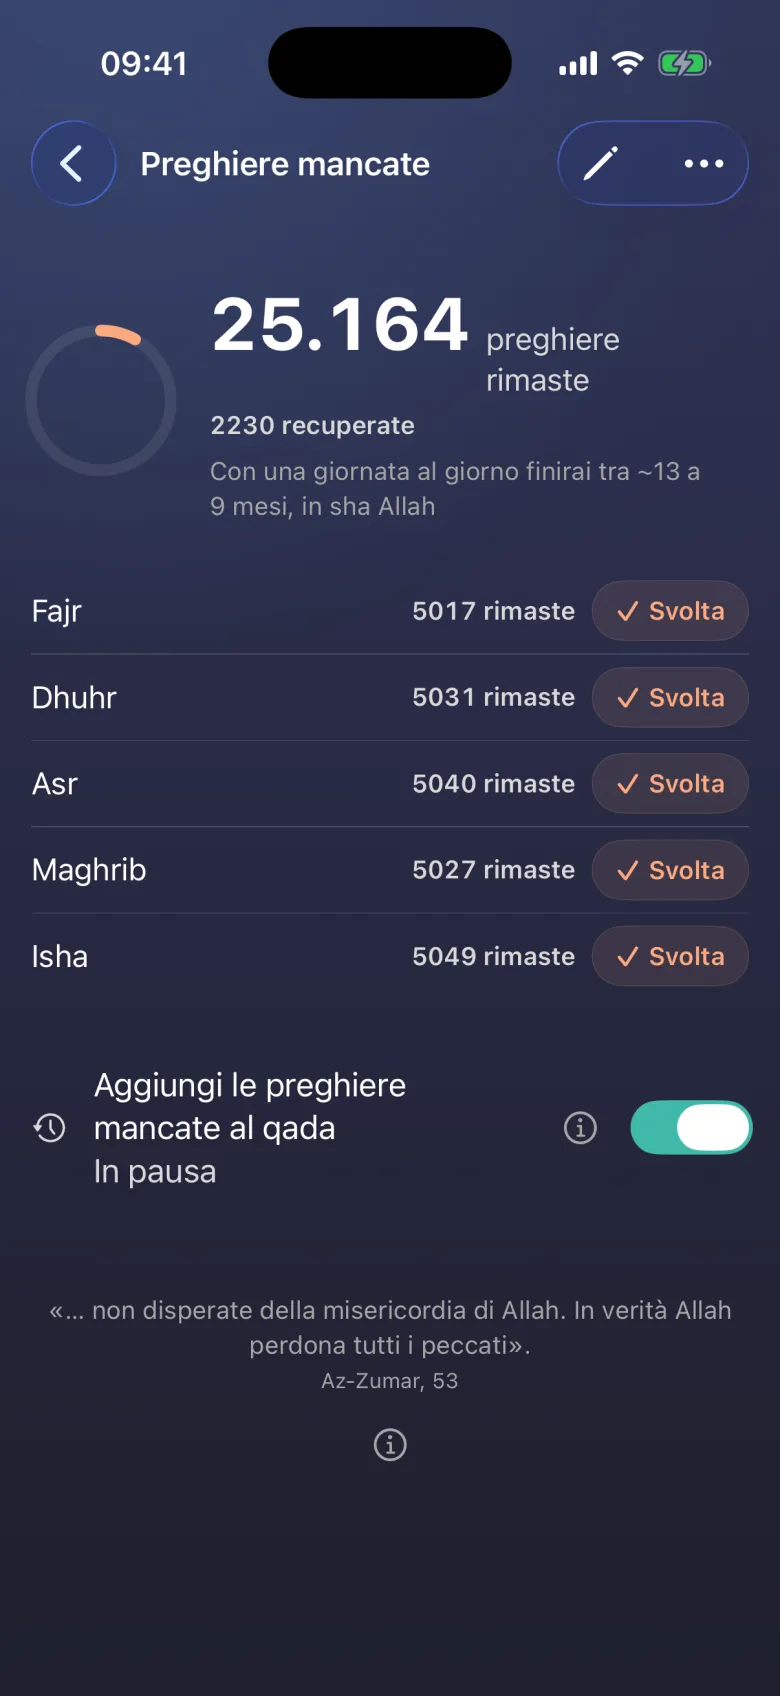 09:41
Preghiere mancate
25.164 preghiere
rimaste
2230 recuperate
Con una giornata al giorno finirai tra ~13 a
9 mesi, in sha Allah
Fajr 5017 rimaste ✓ Svolta
Dhuhr 5031 rimaste ✓ Svolta
Asr 5040 rimaste ✓ Svolta
Maghrib 5027 rimaste ✓ Svolta
Isha 5049 rimaste ✓ Svolta
Aggiungi le preghiere
mancate al qada
In pausa
«... non disperate della misericordia di Allah. In verità Allah
perdona tutti i peccati».
Az-Zumar, 53